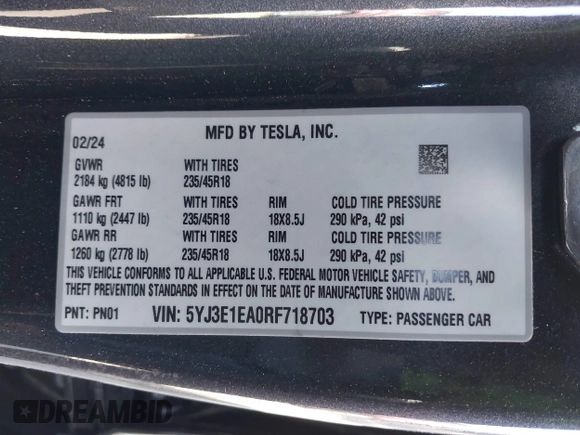 MFD BY TESLA, INC.
02/24
GVWR WITH TIRES
2184 kg (4815 lb) 235/45R18
GAWR FRT WITH TIRES RIM COLD TIRE PRESSURE
1110 kg (2447 lb) 235/45R18 18X8.5J 290 kPa, 42 psi
GAWR RR WITH TIRES RIM COLD TIRE PRESSURE
1260 kg (2778 lb) 235/45R18 18X8.5J 290 kPa, 42 psi
THIS VEHICLE CONFORMS TO ALL APPLICABLE U.S. FEDERAL MOTOR VEHICLE SAFETY, BUMPER, AND
THEFT PREVENTION STANDARDS IN EFFECT ON THE DATE OF MANUFACTURE SHOWN ABOVE.
PNT: PN01 VIN: 5YJ3E1EA0RF718703 TYPE: PASSENGER CAR
DREAMBID